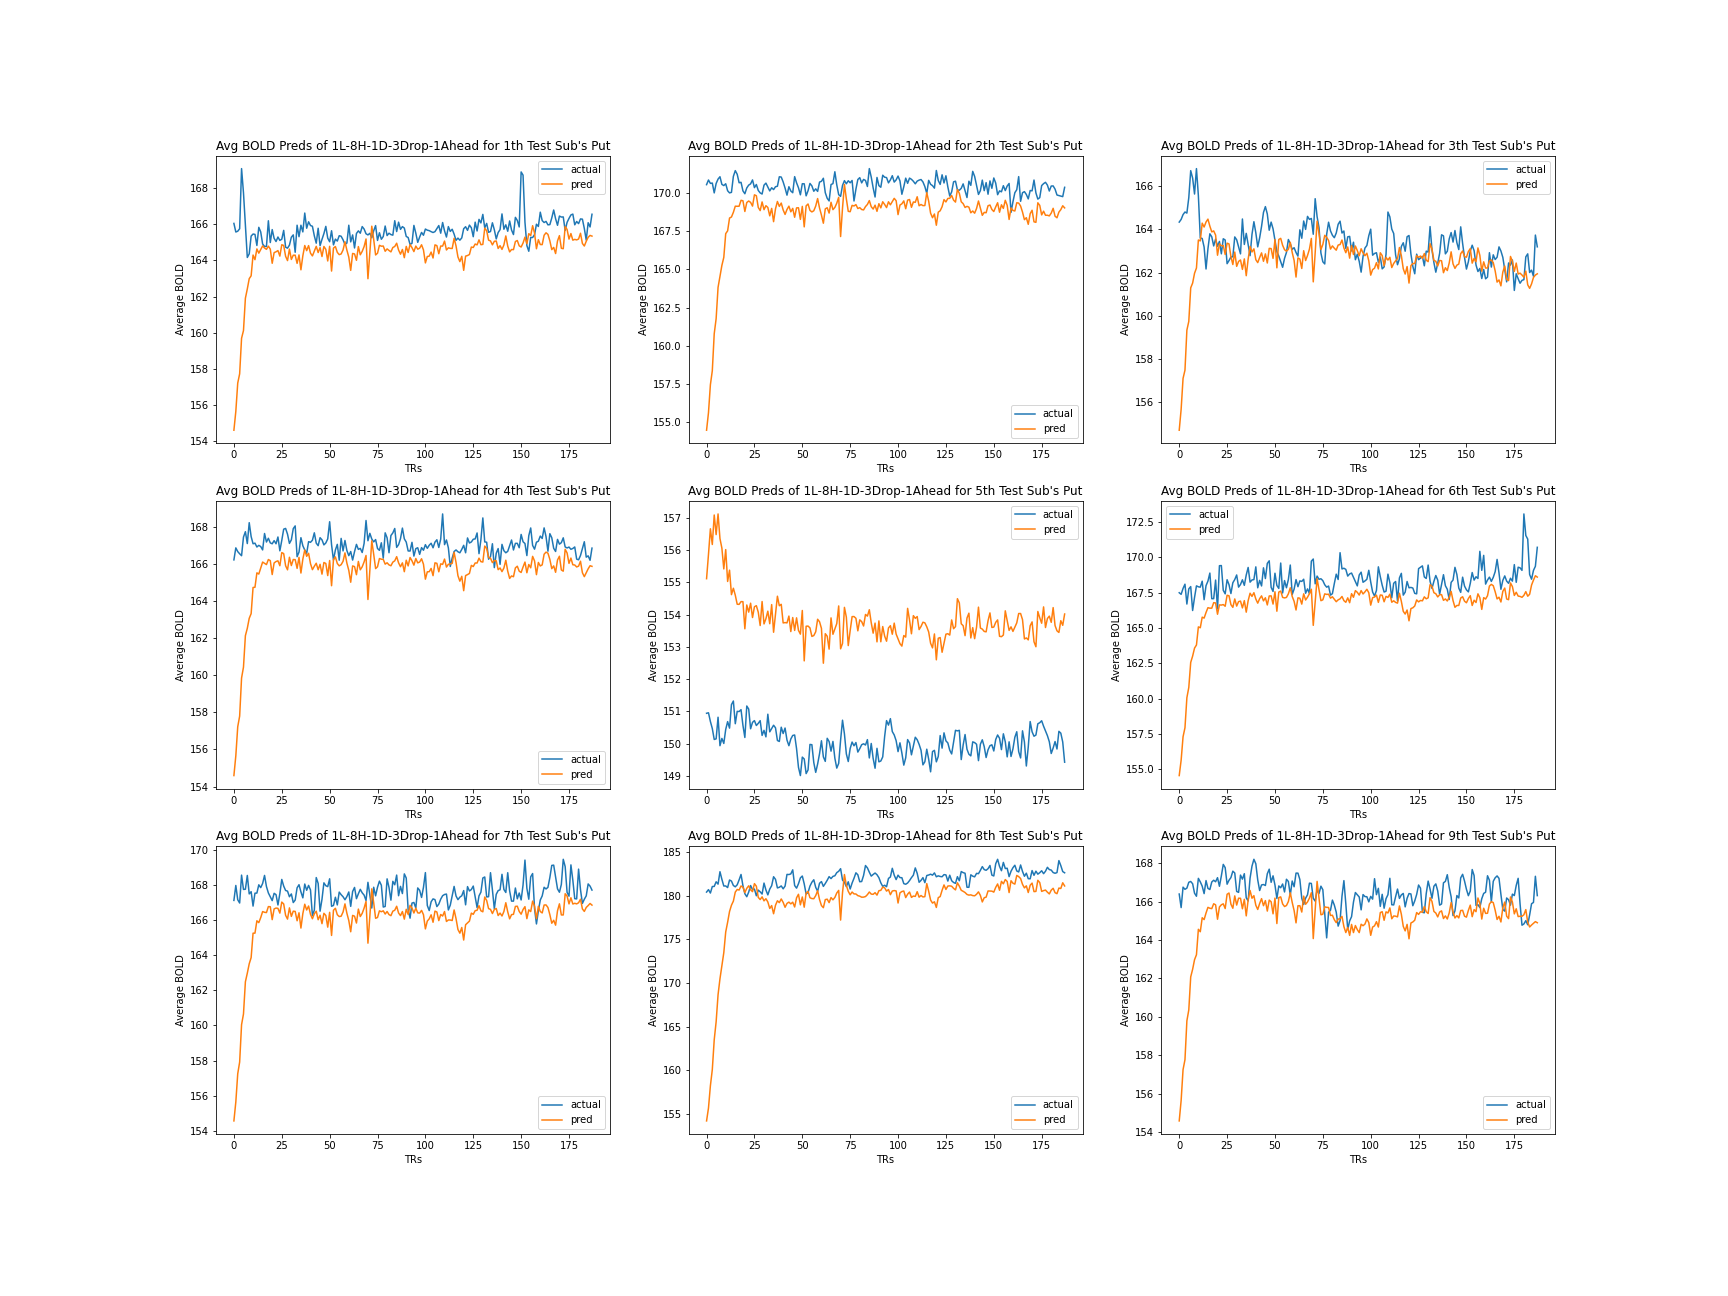 Avg BOLD Preds of 1L-8H-1D-3Drop-1Ahead for 1th Test Sub's Put
168
166
164
162
160
158
156
154
Average BOLD
0 25 50 75 100 125 150 175
TRs
actual
pred
Avg BOLD Preds of 1L-8H-1D-3Drop-1Ahead for 2th Test Sub's Put
170.0
167.5
165.0
162.5
160.0
157.5
155.0
Average BOLD
0 25 50 75 100 125 150 175
TRs
actual
pred
Avg BOLD Preds of 1L-8H-1D-3Drop-1Ahead for 3th Test Sub's Put
166
164
162
160
158
156
Average BOLD
0 25 50 75 100 125 150 175
TRs
actual
pred
Avg BOLD Preds of 1L-8H-1D-3Drop-1Ahead for 4th Test Sub's Put
168
166
164
162
160
158
156
154
Average BOLD
0 25 50 75 100 125 150 175
TRs
actual
pred
Avg BOLD Preds of 1L-8H-1D-3Drop-1Ahead for 5th Test Sub's Put
157
156
155
154
153
152
151
150
149
Average BOLD
0 25 50 75 100 125 150 175
TRs
actual
pred
Avg BOLD Preds of 1L-8H-1D-3Drop-1Ahead for 6th Test Sub's Put
172.5
170.0
167.5
165.0
162.5
160.0
157.5
155.0
Average BOLD
0 25 50 75 100 125 150 175
TRs
actual
pred
Avg BOLD Preds of 1L-8H-1D-3Drop-1Ahead for 7th Test Sub's Put
170
168
166
164
162
160
158
156
154
Average BOLD
0 25 50 75 100 125 150 175
TRs
actual
pred
Avg BOLD Preds of 1L-8H-1D-3Drop-1Ahead for 8th Test Sub's Put
185
180
175
170
165
160
155
Average BOLD
0 25 50 75 100 125 150 175
TRs
actual
pred
Avg BOLD Preds of 1L-8H-1D-3Drop-1Ahead for 9th Test Sub's Put
168
166
164
162
160
158
156
154
Average BOLD
0 25 50 75 100 125 150 175
TRs
actual
pred